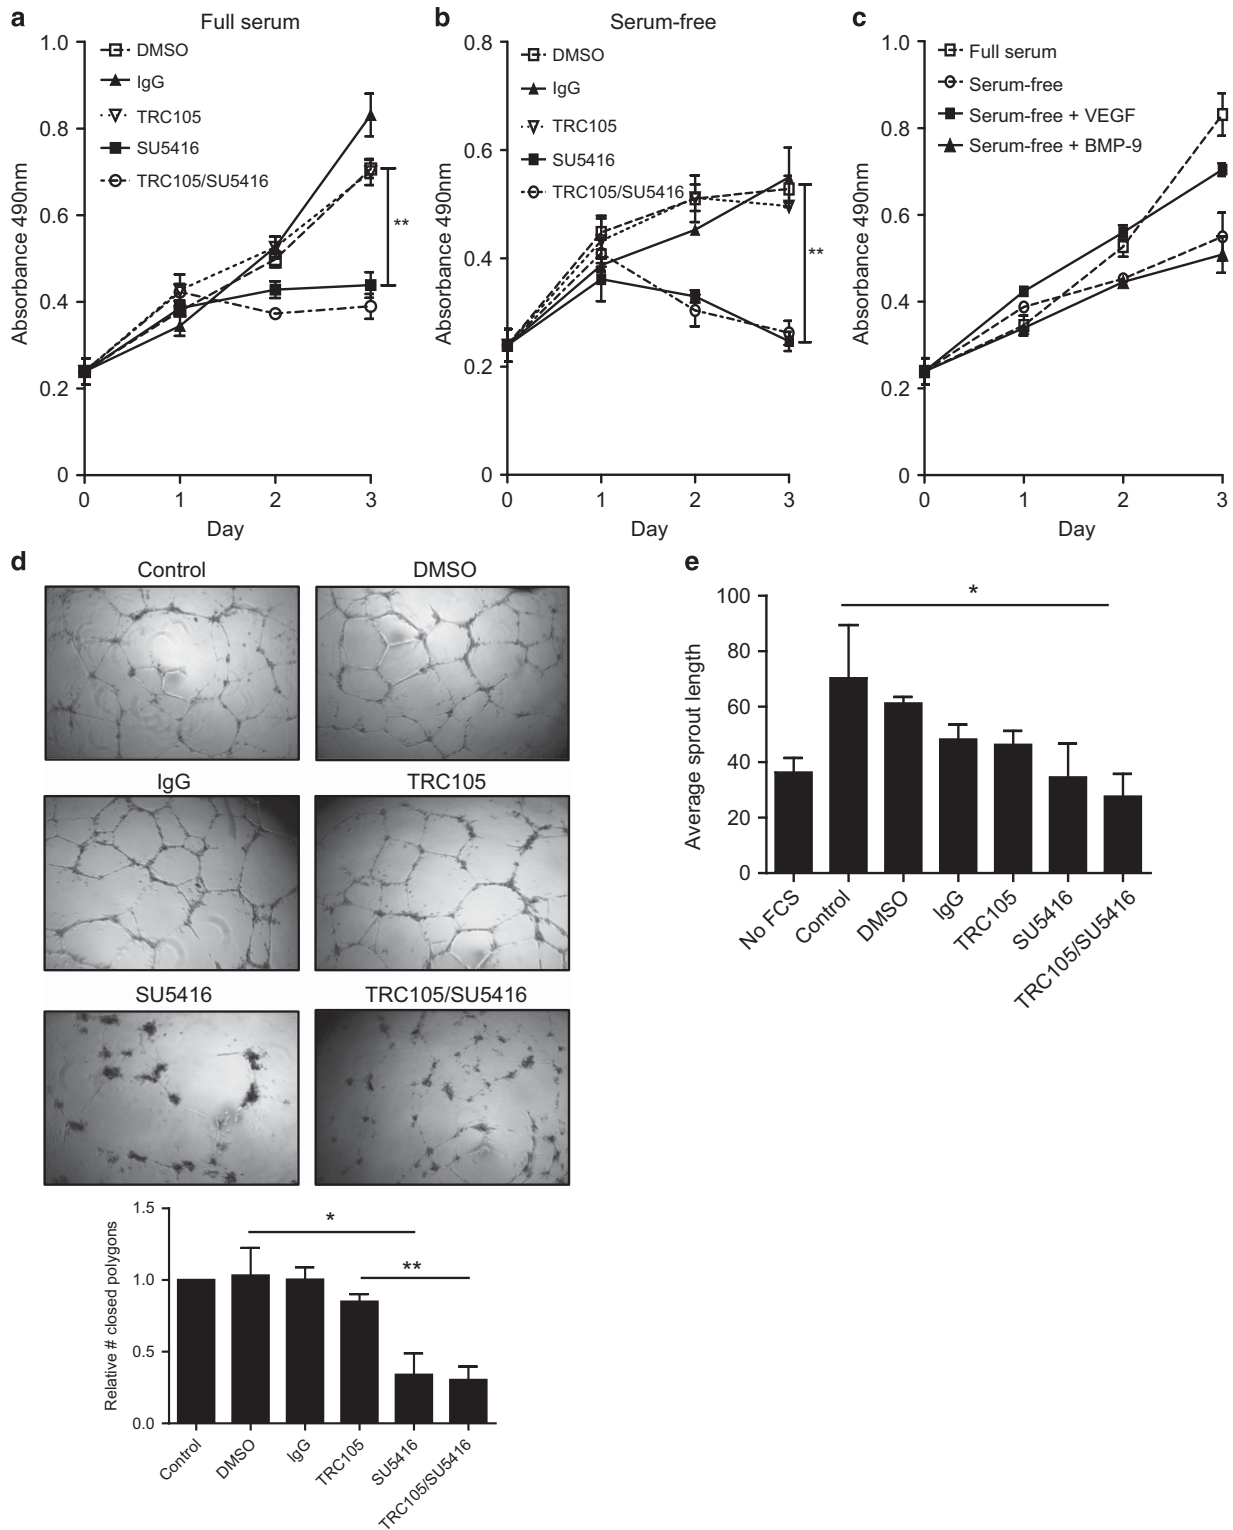 a
Full serum
1.0
0.8
0.6
0.4
0.2
0
Absorbance 490nm
DMSO
IgG
TRC105
SU5416
TRC105/SU5416
**
0
1
2
3
Day
b
Serum-free
0.8
0.6
0.4
0.2
0
Absorbance 490nm
DMSO
IgG
TRC105
SU5416
TRC105/SU5416
**
0
1
2
3
Day
c
1.0
0.8
0.6
0.4
0.2
0
Absorbance 490nm
Full serum
Serum-free
Serum-free + VEGF
Serum-free + BMP-9
0
1
2
3
Day
d
Control
DMSO
IgG
TRC105
SU5416
TRC105/SU5416
1.5
1.0
0.5
0.0
Relative # closed polygons
*
**
Control
DMSO
IgG
TRC105
SU5416
TRC105/SU5416
e
100
80
60
40
20
0
Average sprout length
*
No FCS
Control
DMSO
IgG
TRC105
SU5416
TRC105/SU5416